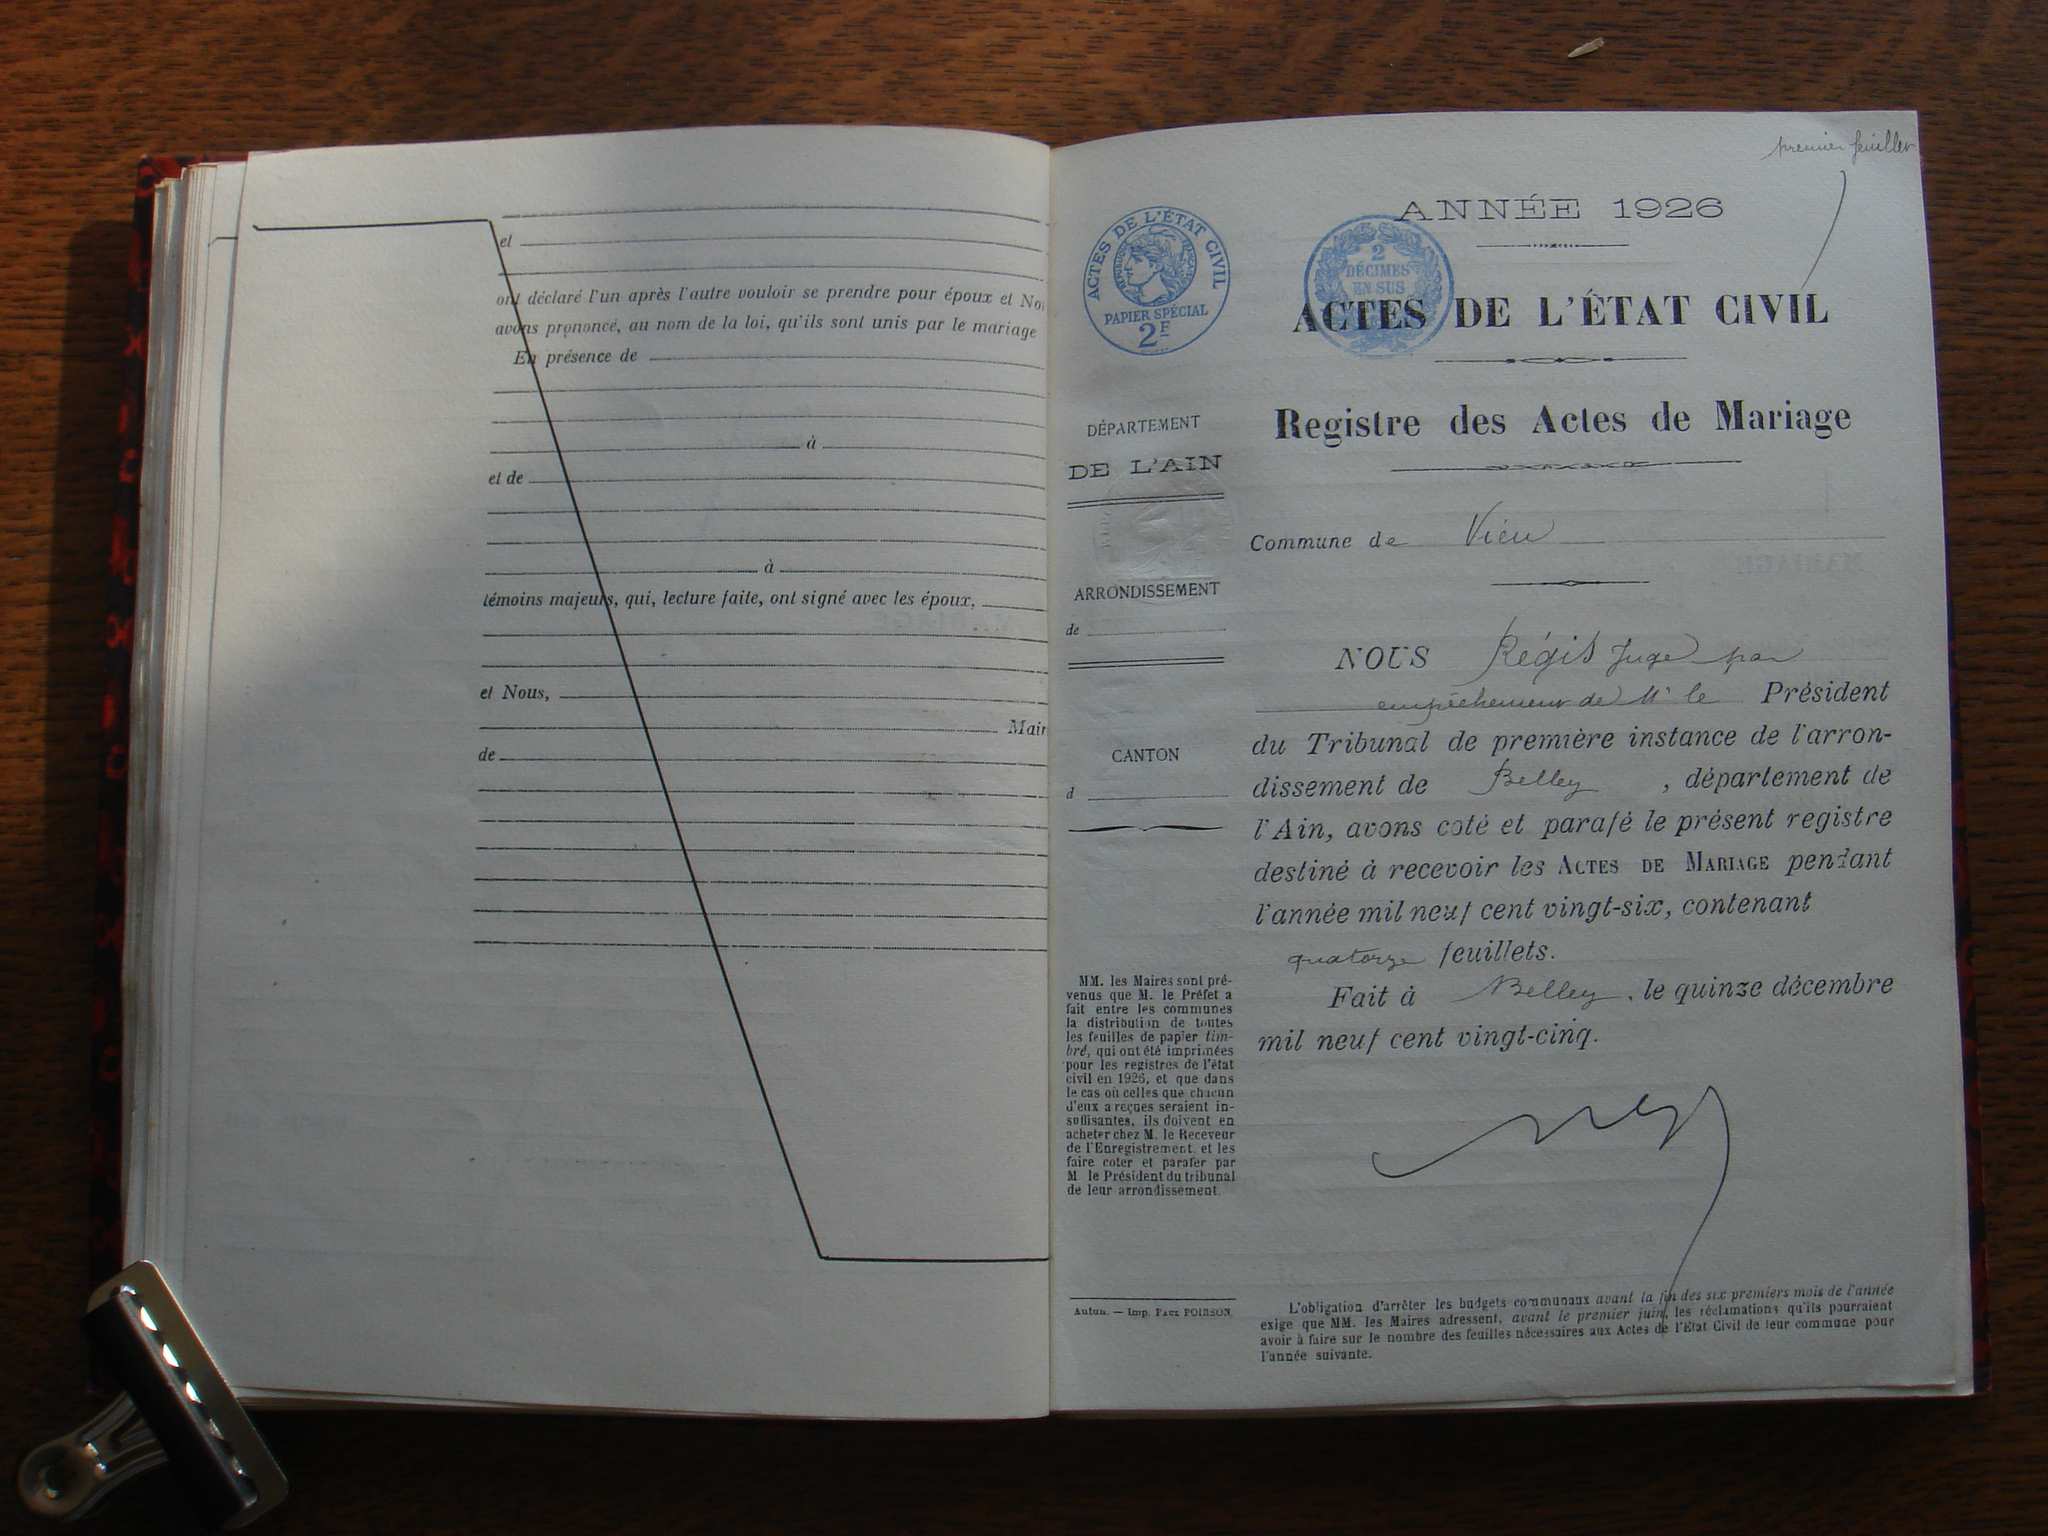 et
ont déclaré l'un après l'autre vouloir se prendre pour époux et No
avons prononcé, au nom de la loi, qu'ils sont unis par le mariage
En présence de
à
et de
à
témoins majeurs, qui, lecture faite, ont signé avec les époux,
et Nous,
Mair
de
premier feuillet
ANNÉE 1926
ACTES DE L'ÉTAT CIVIL
PAPIER SPÉCIAL
2F
2
DÉCIMES
EN SUS
ACTES DE L'ÉTAT CIVIL
Registre des Actes de Mariage
DÉPARTEMENT
DE L'AIN
ARRONDISSEMENT
de
CANTON
d
MM. les Maires sont pré-
venus que M. le Préfet a
fait entre les communes
la distribution de toutes
les feuilles de papier tim-
bré, qui ont été imprimées
pour les registres de l'état
civil en 1926, et que dans
le cas où celles que chacun
d'eux a reçues seraient in-
suffisantes, ils doivent en
acheter chez M. le Receveur
de l'Enregistrement, et les
faire coter et parafer par
M. le Président du tribunal
de leur arrondissement.
Autun. — Imp. Paul POIRSON.
Commune de Vieu
NOUS Régis Juge par
empêchement de Mr le Président
du Tribunal de première instance de l'arron-
dissement de Belley, département de
l'Ain, avons coté et parafé le présent registre
destiné à recevoir les ACTES DE MARIAGE pendant
l'année mil neuf cent vingt-six, contenant
quatorze feuillets.
Fait à Belley, le quinze décembre
mil neuf cent vingt-cinq.
L'obligation d'arrêter les budgets communaux avant la fin des six premiers mois de l'année
exige que MM. les Maires adressent, avant le premier juin, les réclamations qu'ils pourraient
avoir à faire sur le nombre des feuilles nécessaires aux Actes de l'État Civil de leur commune pour
l'année suivante.